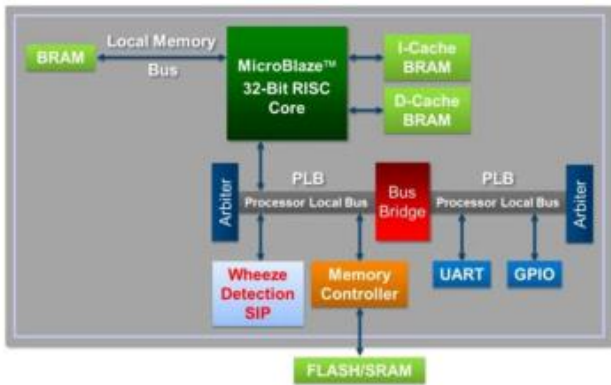 Local Memory
Bus
BRAM
MicroBlaze™
32-Bit RISC
Core
I-Cache
BRAM
D-Cache
BRAM
Arbiter
PLB
Processor Local Bus
Bus
Bridge
PLB
Processor Local Bus
Arbiter
Wheeze
Detection
SIP
Memory
Controller
UART
GPIO
FLASH/SRAM